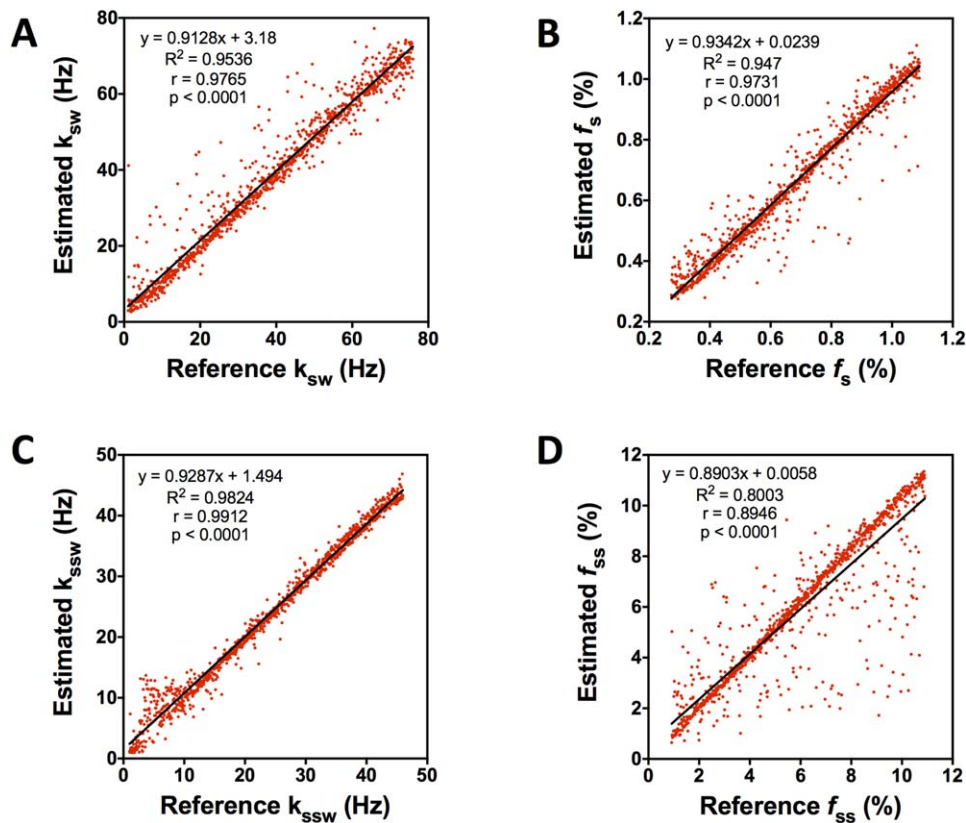 A
y = 0.9128x + 3.18
R² = 0.9536
r = 0.9765
p < 0.0001
Estimated k_sw (Hz)
80
60
40
20
0
0 20 40 60 80
Reference k_sw (Hz)
B
y = 0.9342x + 0.0239
R² = 0.947
r = 0.9731
p < 0.0001
Estimated f_s (%)
1.2
1.0
0.8
0.6
0.4
0.2
0.2 0.4 0.6 0.8 1.0 1.2
Reference f_s (%)
C
y = 0.9287x + 1.494
R² = 0.9824
r = 0.9912
p < 0.0001
Estimated k_ssw (Hz)
50
40
30
20
10
0
0 10 20 30 40 50
Reference k_ssw (Hz)
D
y = 0.8903x + 0.0058
R² = 0.8003
r = 0.8946
p < 0.0001
Estimated f_ss (%)
12
10
8
6
4
2
0
0 2 4 6 8 10 12
Reference f_ss (%)